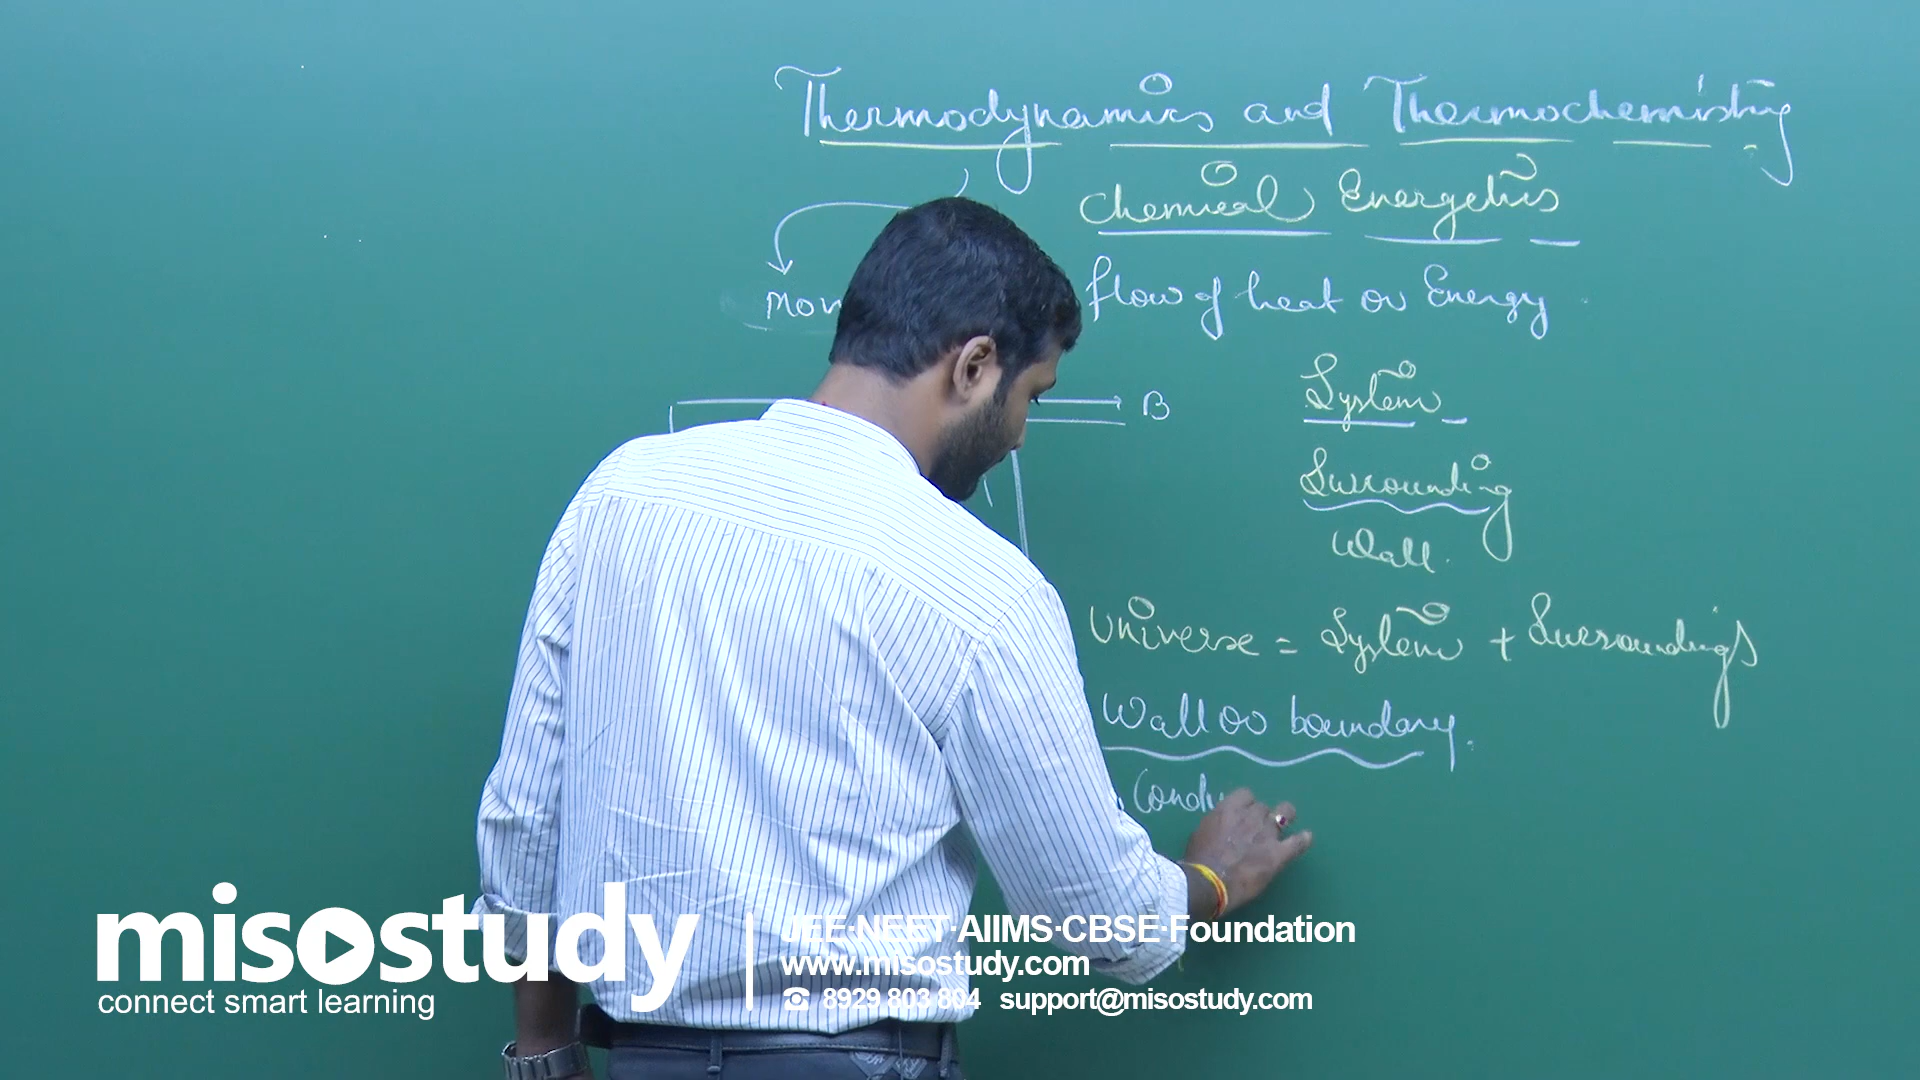 Thermodynamics and Thermochemistry
Chemical Energetics
flow of heat or Energy
B
System
Surrounding
Wall.
Universe = System + Surroundings
Wall or boundary.
misostudy
connect smart learning
JEE·NEET·AIIMS·CBSE·Foundation
www.misostudy.com
8929 803 804 support@misostudy.com